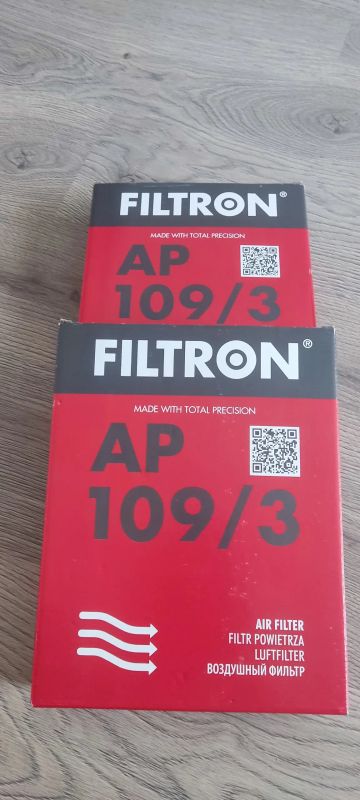 FILTRON®
MADE WITH TOTAL PRECISION
AP
109/3
FILTRON®
MADE WITH TOTAL PRECISION
AP
109/3
AIR FILTER
FILTR POWIETRZA
LUFTFILTER
ВОЗДУШНЫЙ ФИЛЬТР